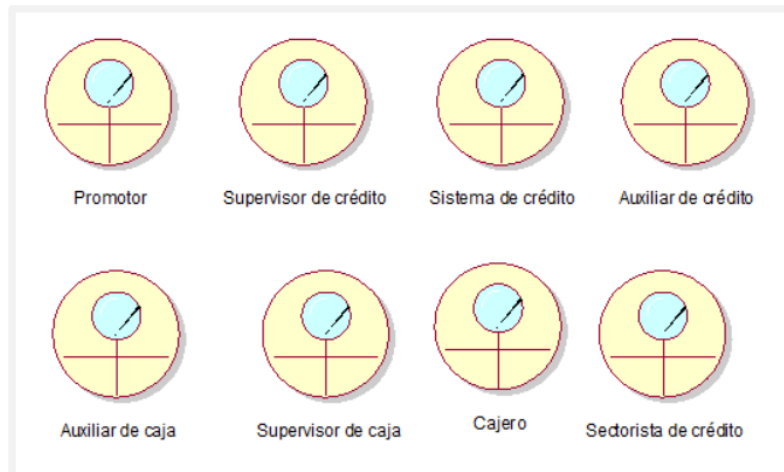 Promotor
Supervisor de crédito
Sistema de crédito
Auxiliar de crédito
Auxiliar de caja
Supervisor de caja
Cajero
Sectorista de crédito